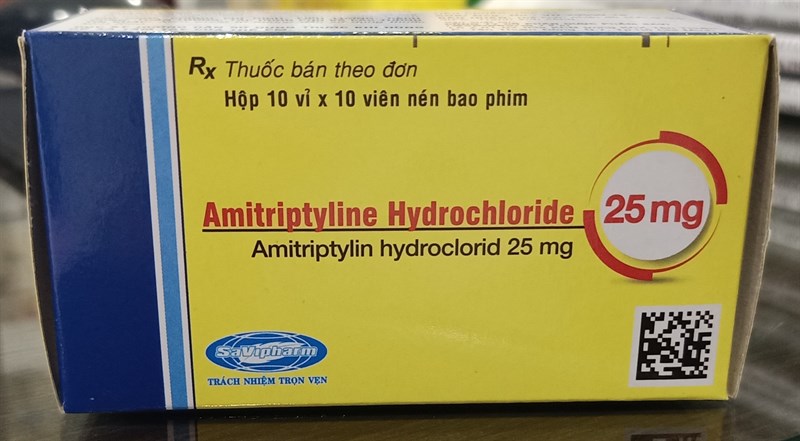 Rx Thuốc bán theo đơn
Hộp 10 vỉ x 10 viên nén bao phim
Amitriptyline Hydrochloride
25 mg
Amitriptylin hydroclorid 25 mg
SaVipharm
TRÁCH NHIỆM TRỌN VẸN